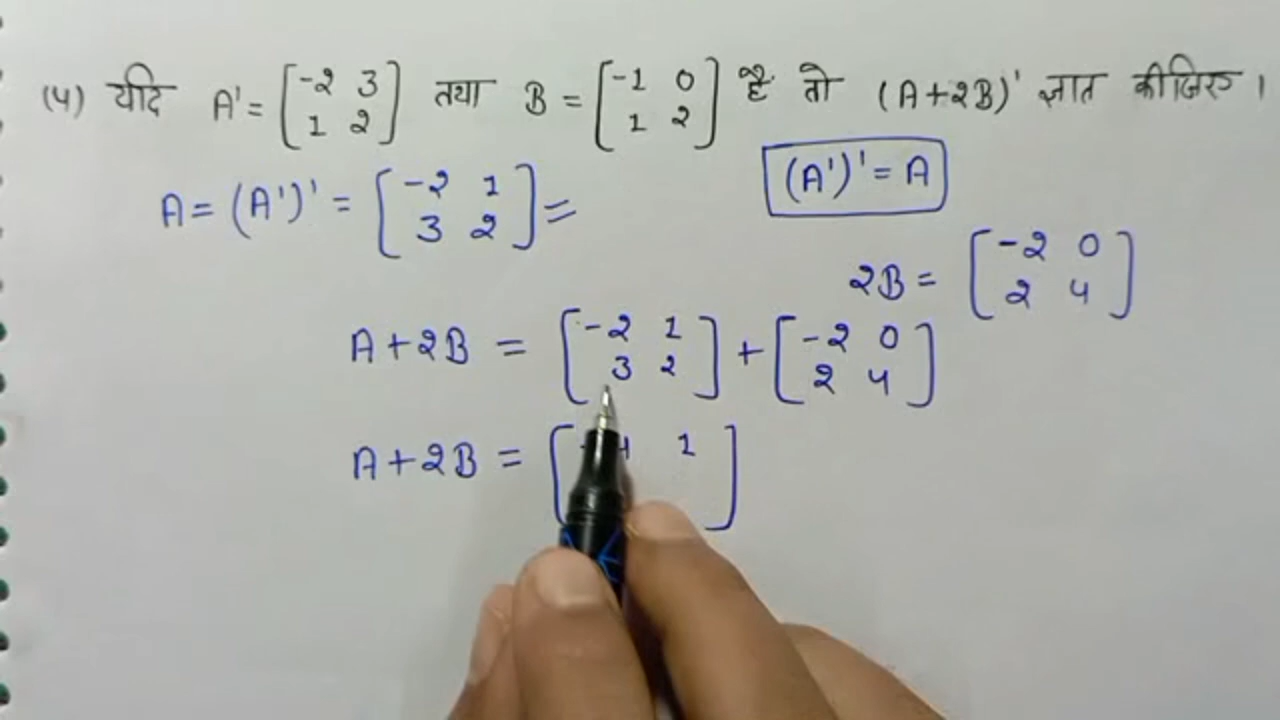 (५) यदि A' = [-2 3 तथा B = [-1 0 है तो (A+2B)' ज्ञात कीजिए ।
1 2] 1 2]
A = (A')' = [-2 1 =
3 2]
(A')' = A
2B = [-2 0
2 4]
A+2B = [-2 1 + [-2 0
3 2] 2 4]
A+2B = [ 1 ]